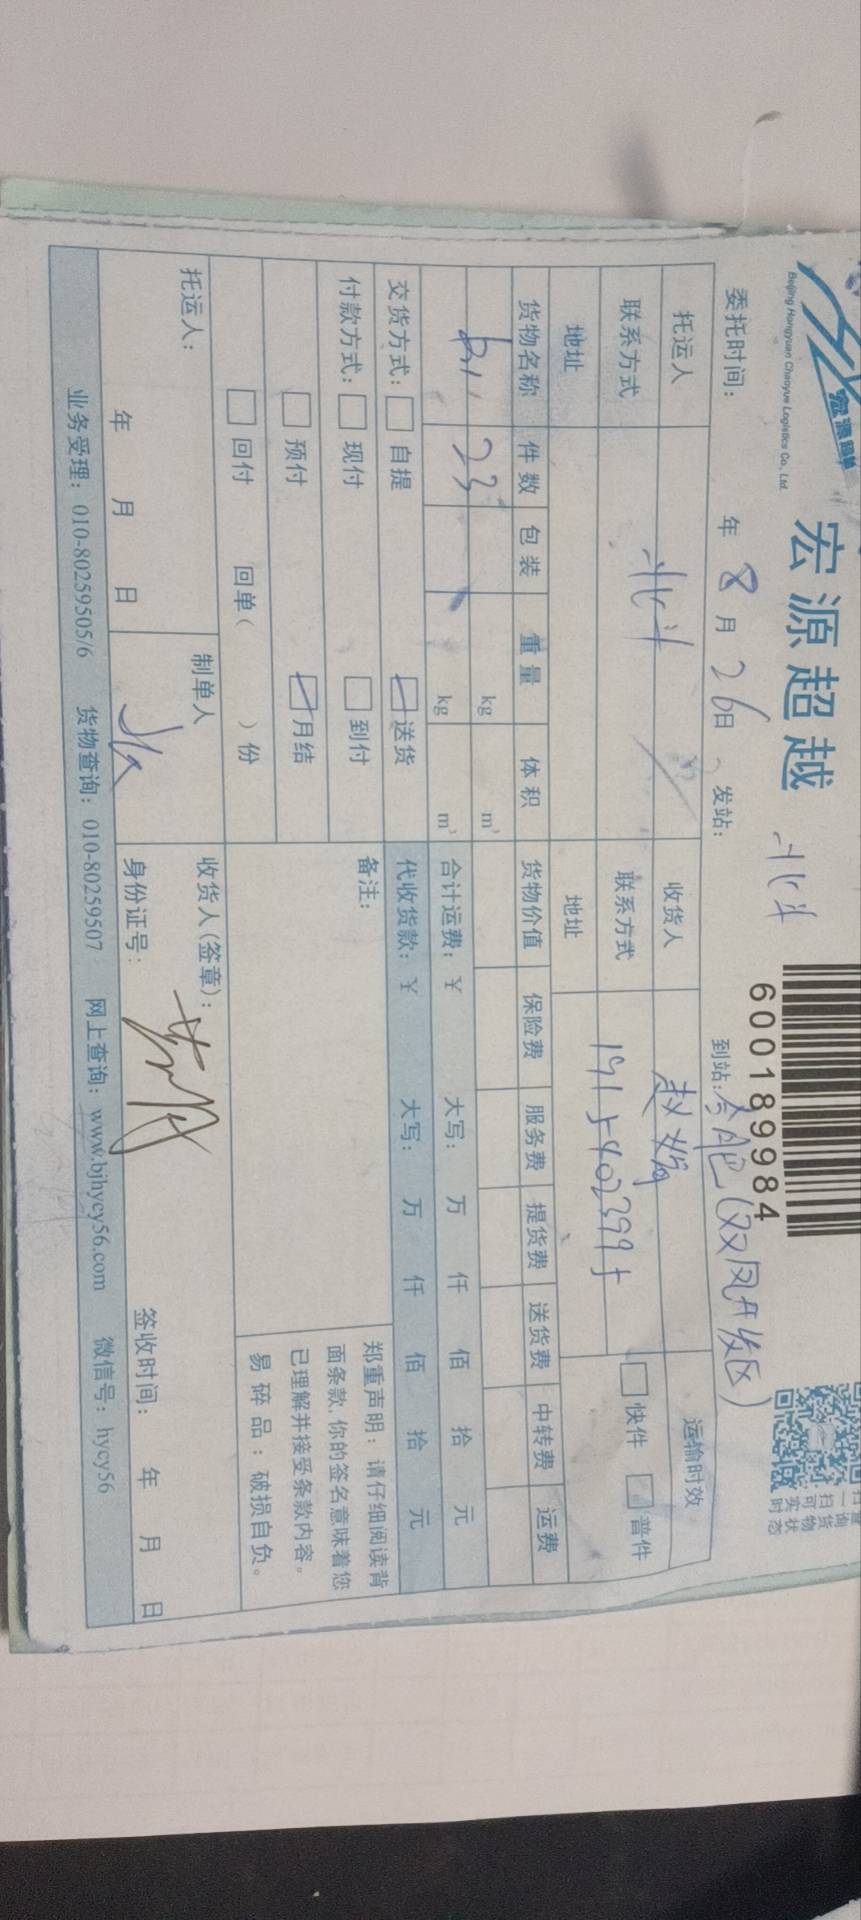 宏源超越
Beijing Hongyuan Chaoyue Logistics Co., Ltd.
6001899 84
委托时间： 年 8 月 26 日 发站： 到站：合肥(双凤开发区)
托运人 收货人 赵 运输时效
联系方式 联系方式 19154023995 快件 普件
地址 地址
货物名称 件数 包装 重量 体积 货物价值 保险费 服务费 提货费 送货费 中转费 运费
23 kg m³
kg m³ 合计运费：¥ 大写： 万 仟 佰 拾 元
交货方式： 自提 送货 代收货款：¥ 大写： 万 仟 佰 拾 元
付款方式： 现付 到付 备注：
预付 月结
回付 回单( )份
郑重声明：请仔细阅读背
面条款,你的签名意味着您
已理解并接受条款内容。
易碎品：破损自负。
托运人： 制单人 收货人(签章)：
年 月 日 身份证号： 签收时间： 年 月 日
业务受理：010-80259505/6 货物查询：010-80259507 网上查询：www.bjhycy56.com 微信号：hycy56